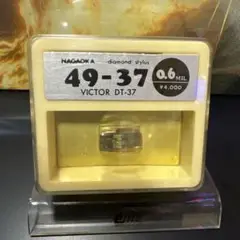 NAGAOKA diamond stylus
49-37
VICTOR DT-37
0.6 MIL
¥4,000